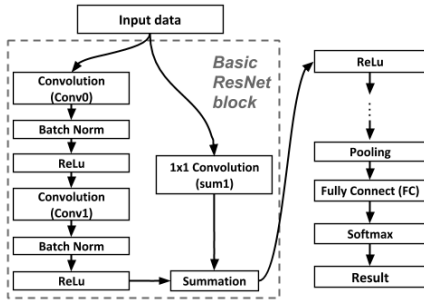 Input data
Basic
ResNet
block
Convolution
(Conv0)
Batch Norm
ReLu
Convolution
(Conv1)
Batch Norm
ReLu
1x1 Convolution
(sum1)
Summation
ReLu
Pooling
Fully Connect (FC)
Softmax
Result